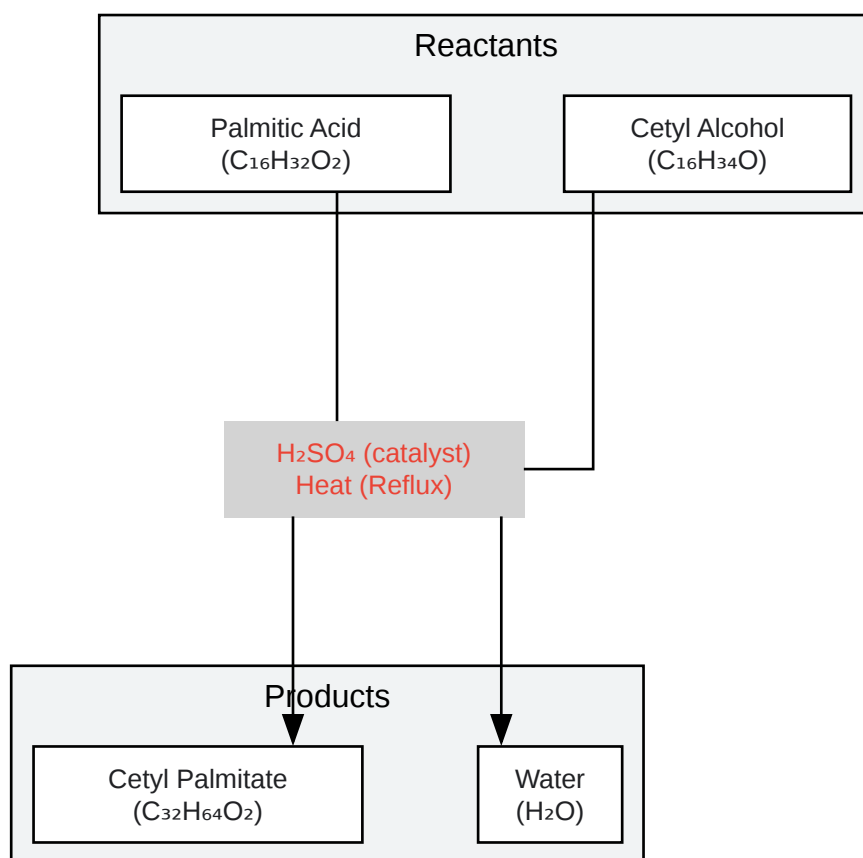 Reactants
Palmitic Acid
(C₁₆H₃₂O₂)
Cetyl Alcohol
(C₁₆H₃₄O)
H₂SO₄ (catalyst)
Heat (Reflux)
Products
Cetyl Palmitate
(C₃₂H₆₄O₂)
Water
(H₂O)